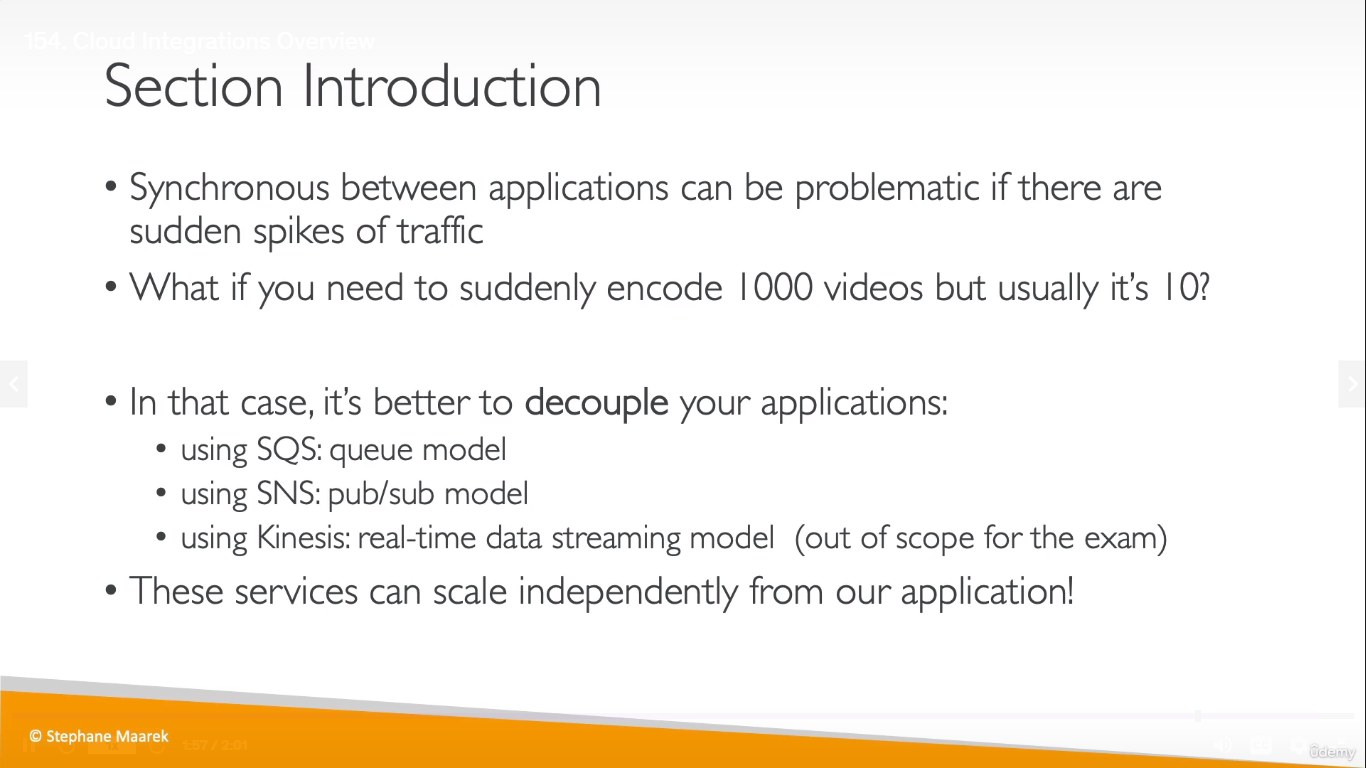 154. Cloud Integrations Overview
Section Introduction
• Synchronous between applications can be problematic if there are
sudden spikes of traffic
• What if you need to suddenly encode 1000 videos but usually it's 10?
• In that case, it's better to decouple your applications:
• using SQS: queue model
• using SNS: pub/sub model
• using Kinesis: real-time data streaming model (out of scope for the exam)
• These services can scale independently from our application!
© Stephane Maarek
1:57 / 2:01
ûdemy